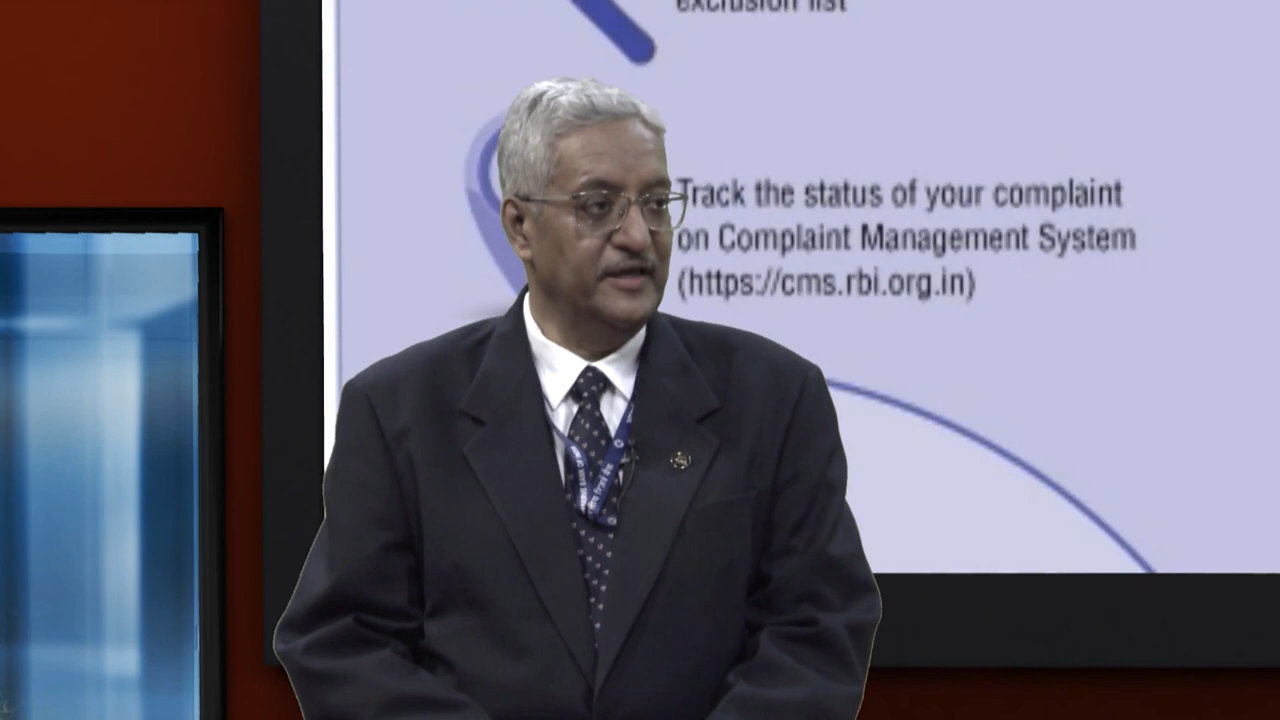 exclusion list
Track the status of your complaint
on Complaint Management System
(https://cms.rbi.org.in)